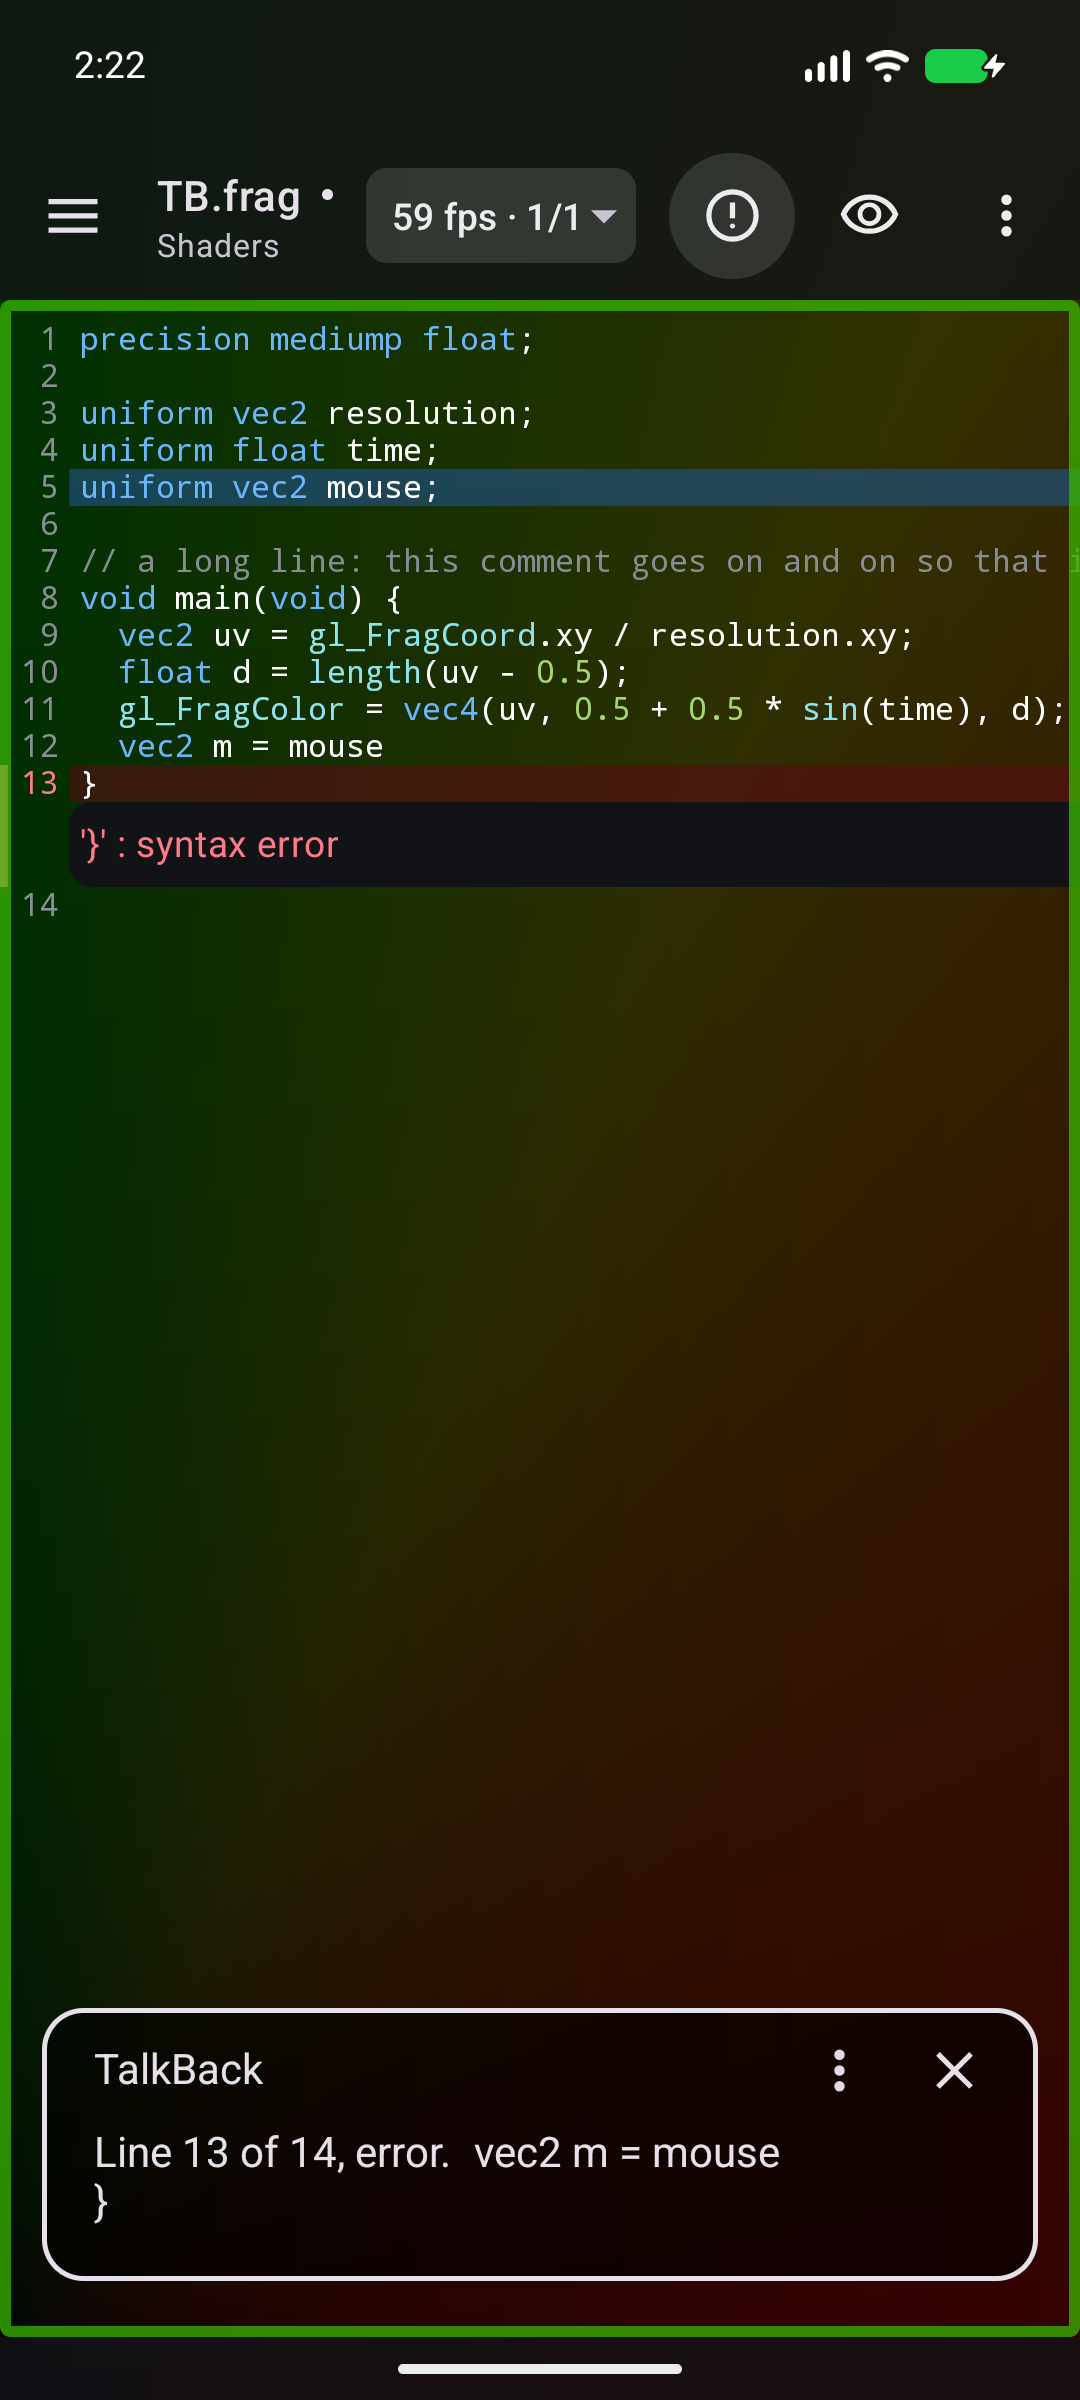 2:22
TB.frag •
Shaders
59 fps · 1/1
1 precision mediump float;
2
3 uniform vec2 resolution;
4 uniform float time;
5 uniform vec2 mouse;
6
7 // a long line: this comment goes on and on so that i
8 void main(void) {
9   vec2 uv = gl_FragCoord.xy / resolution.xy;
10   float d = length(uv - 0.5);
11   gl_FragColor = vec4(uv, 0.5 + 0.5 * sin(time), d);
12   vec2 m = mouse
13 }
'}' : syntax error
14
TalkBack
Line 13 of 14, error.  vec2 m = mouse
}